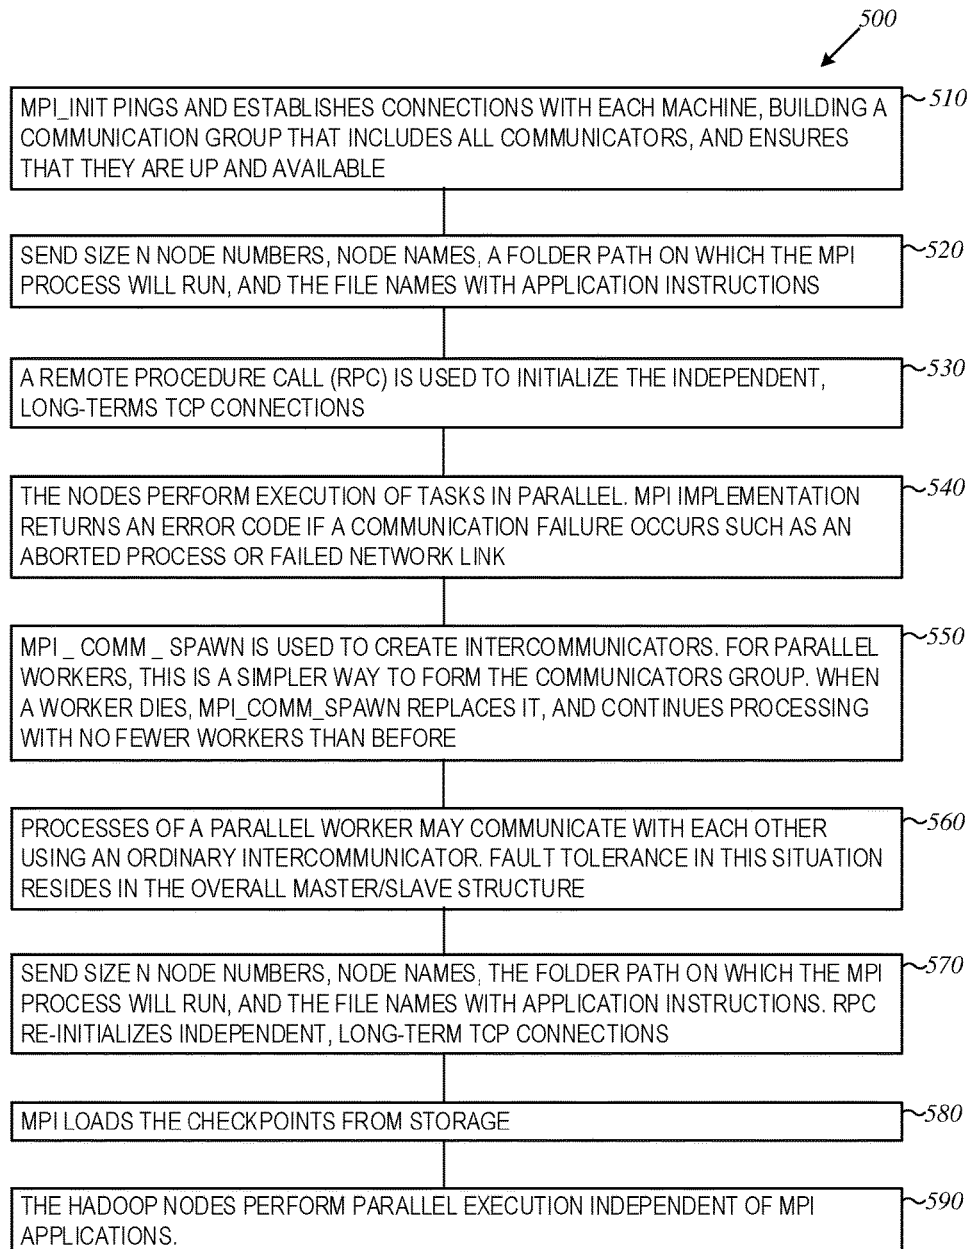 500
MPI_INIT PINGS AND ESTABLISHES CONNECTIONS WITH EACH MACHINE, BUILDING A
COMMUNICATION GROUP THAT INCLUDES ALL COMMUNICATORS, AND ENSURES
THAT THEY ARE UP AND AVAILABLE
510
SEND SIZE N NODE NUMBERS, NODE NAMES, A FOLDER PATH ON WHICH THE MPI
PROCESS WILL RUN, AND THE FILE NAMES WITH APPLICATION INSTRUCTIONS
520
A REMOTE PROCEDURE CALL (RPC) IS USED TO INITIALIZE THE INDEPENDENT,
LONG-TERMS TCP CONNECTIONS
530
THE NODES PERFORM EXECUTION OF TASKS IN PARALLEL. MPI IMPLEMENTATION
RETURNS AN ERROR CODE IF A COMMUNICATION FAILURE OCCURS SUCH AS AN
ABORTED PROCESS OR FAILED NETWORK LINK
540
MPI _ COMM _ SPAWN IS USED TO CREATE INTERCOMMUNICATORS. FOR PARALLEL
WORKERS, THIS IS A SIMPLER WAY TO FORM THE COMMUNICATORS GROUP. WHEN
A WORKER DIES, MPI_COMM_SPAWN REPLACES IT, AND CONTINUES PROCESSING
WITH NO FEWER WORKERS THAN BEFORE
550
PROCESSES OF A PARALLEL WORKER MAY COMMUNICATE WITH EACH OTHER
USING AN ORDINARY INTERCOMMUNICATOR. FAULT TOLERANCE IN THIS SITUATION
RESIDES IN THE OVERALL MASTER/SLAVE STRUCTURE
560
SEND SIZE N NODE NUMBERS, NODE NAMES, THE FOLDER PATH ON WHICH THE MPI
PROCESS WILL RUN, AND THE FILE NAMES WITH APPLICATION INSTRUCTIONS. RPC
RE-INITIALIZES INDEPENDENT, LONG-TERM TCP CONNECTIONS
570
MPI LOADS THE CHECKPOINTS FROM STORAGE
580
THE HADOOP NODES PERFORM PARALLEL EXECUTION INDEPENDENT OF MPI
APPLICATIONS.
590